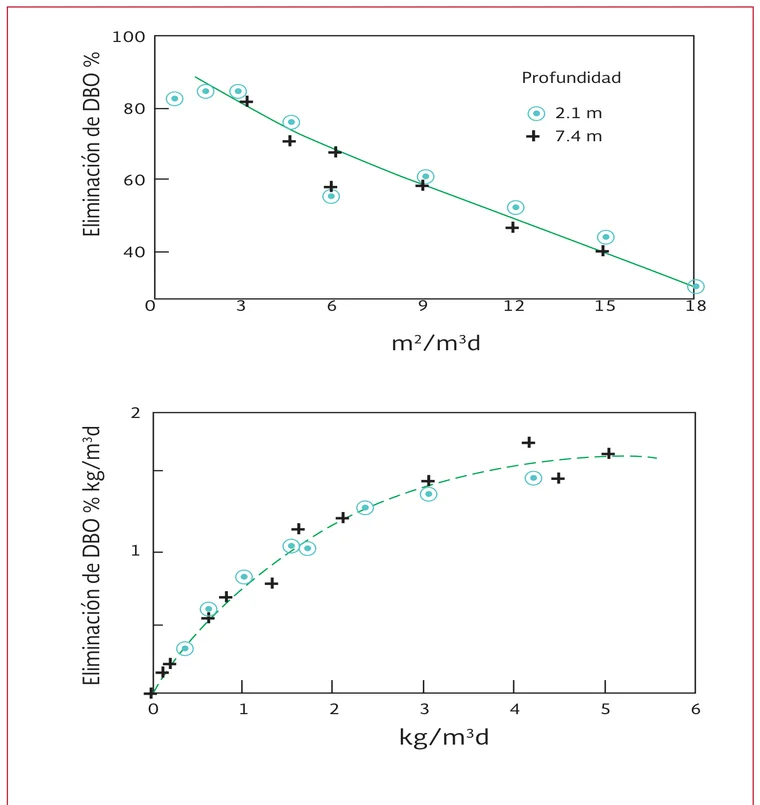 Eliminación de DBO %
100
80
60
40
Profundidad
2.1 m
7.4 m
0 3 6 9 12 15 18
m²/m³d
Eliminación de DBO % kg/m³d
2
1
0 1 2 3 4 5 6
kg/m³d